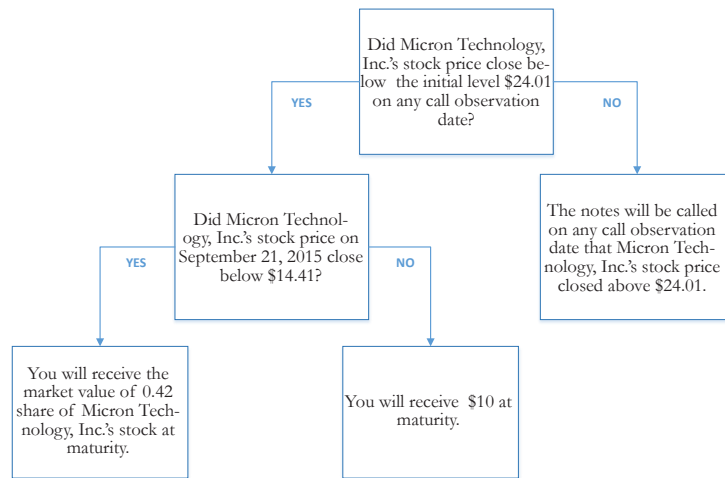 Did Micron Technology,
Inc.'s stock price close be-
low the initial level $24.01
on any call observation
date?
YES
NO
Did Micron Technol-
ogy, Inc.'s stock price on
September 21, 2015 close
below $14.41?
The notes will be called
on any call observation
date that Micron Tech-
nology, Inc.'s stock price
closed above $24.01.
YES
NO
You will receive the
market value of 0.42
share of Micron Tech-
nology, Inc.'s stock at
maturity.
You will receive $10 at
maturity.